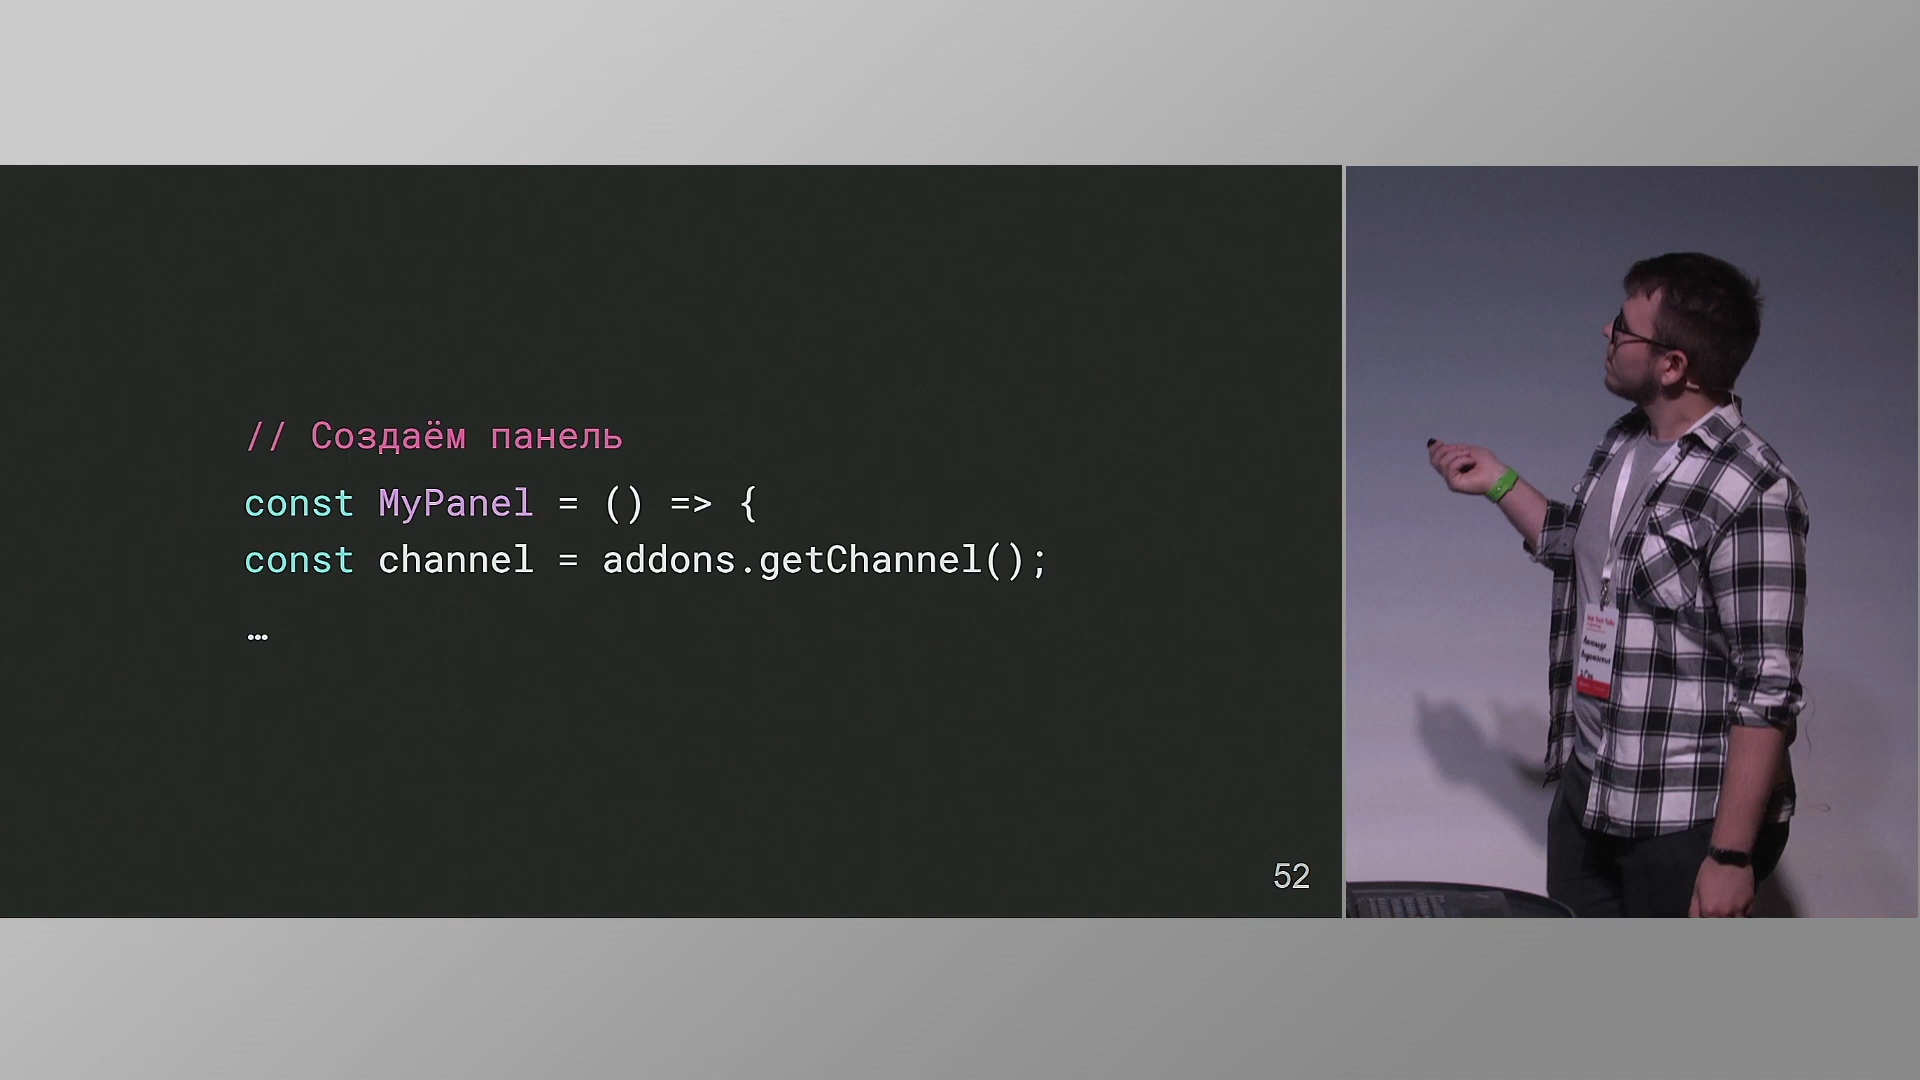 // Создаём панель
const MyPanel = () => {
const channel = addons.getChannel();
…
52